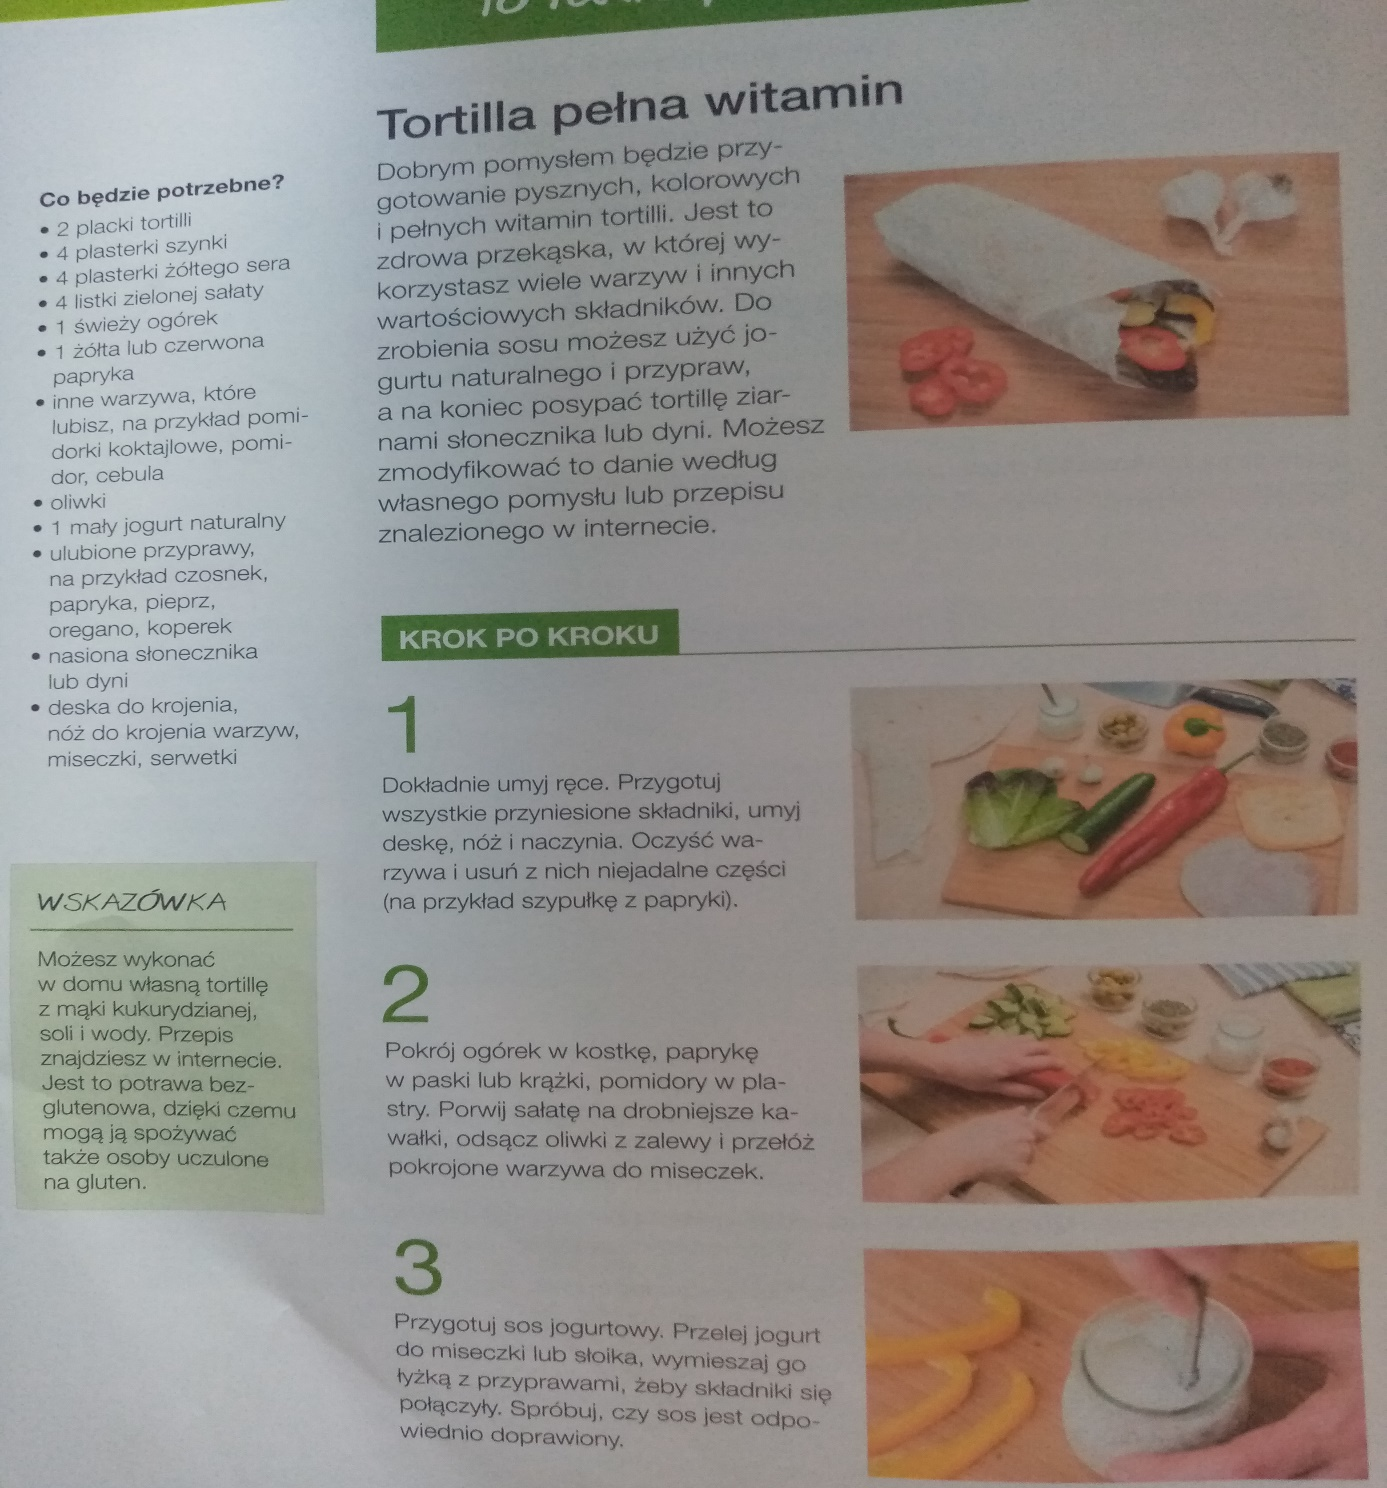 Tortilla pełna witamin
Dobrym pomysłem będzie przy-
gotowanie pysznych, kolorowych
i pełnych witamin tortilli. Jest to
zdrowa przekąska, w której wy-
korzystasz wiele warzyw i innych
wartościowych składników. Do
zrobienia sosu możesz użyć jo-
gurtu naturalnego i przypraw,
a na koniec posypać tortillę ziar-
nami słonecznika lub dyni. Możesz
zmodyfikować to danie według
własnego pomysłu lub przepisu
znalezionego w internecie.
Co będzie potrzebne?
• 2 placki tortilli
• 4 plasterki szynki
• 4 plasterki żółtego sera
• 4 listki zielonej sałaty
• 1 świeży ogórek
• 1 żółta lub czerwona
papryka
• inne warzywa, które
lubisz, na przykład pomi-
dorki koktajlowe, pomi-
dor, cebula
• oliwki
• 1 mały jogurt naturalny
• ulubione przyprawy,
na przykład czosnek,
papryka, pieprz,
oregano, koperek
• nasiona słonecznika
lub dyni
• deska do krojenia,
nóż do krojenia warzyw,
miseczki, serwetki
WSKAZÓWKA
Możesz wykonać
w domu własną tortillę
z mąki kukurydzianej,
soli i wody. Przepis
znajdziesz w internecie.
Jest to potrawa bez-
glutenowa, dzięki czemu
mogą ją spożywać
także osoby uczulone
na gluten.
KROK PO KROKU
1
Dokładnie umyj ręce. Przygotuj
wszystkie przyniesione składniki, umyj
deskę, nóż i naczynia. Oczyść wa-
rzywa i usuń z nich niejadalne części
(na przykład szypułkę z papryki).
2
Pokrój ogórek w kostkę, paprykę
w paski lub krążki, pomidory w pla-
stry. Porwij sałatę na drobniejsze ka-
wałki, odsącz oliwki z zalewy i przełóż
pokrojone warzywa do miseczek.
3
Przygotuj sos jogurtowy. Przelej jogurt
do miseczki lub słoika, wymieszaj go
łyżką z przyprawami, żeby składniki się
połączyły. Spróbuj, czy sos jest odpo-
wiednio doprawiony.